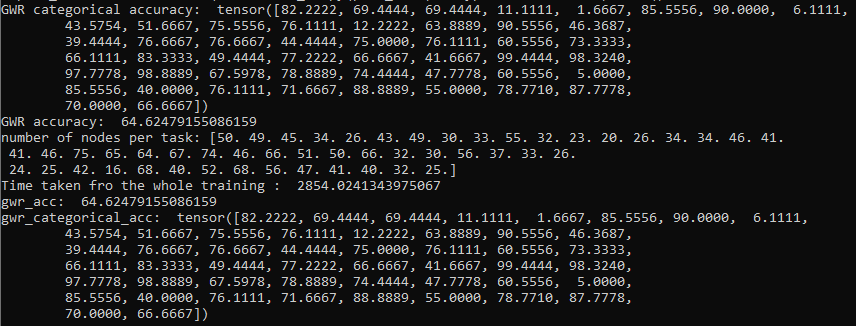 GWR categorical accuracy:  tensor([82.2222, 69.4444, 69.4444, 11.1111,  1.6667, 85.5556, 90.0000,  6.1111,
        43.5754, 51.6667, 75.5556, 76.1111, 12.2222, 63.8889, 90.5556, 46.3687,
        39.4444, 76.6667, 76.6667, 44.4444, 75.0000, 76.1111, 60.5556, 73.3333,
        66.1111, 83.3333, 49.4444, 77.2222, 66.6667, 41.6667, 99.4444, 98.3240,
        97.7778, 98.8889, 67.5978, 78.8889, 74.4444, 47.7778, 60.5556,  5.0000,
        85.5556, 40.0000, 76.1111, 71.6667, 88.8889, 55.0000, 78.7710, 87.7778,
        70.0000, 66.6667])
GWR accuracy:  64.62479155086159
number of nodes per task: [50. 49. 45. 34. 26. 43. 49. 30. 33. 55. 32. 23. 20. 26. 34. 34. 46. 41.
 41. 46. 75. 65. 64. 67. 74. 46. 66. 51. 50. 66. 32. 30. 56. 37. 33. 26.
 24. 25. 42. 16. 68. 40. 52. 68. 56. 47. 41. 40. 32. 25.]
Time taken fro the whole training :  2854.0241343975067
gwr_acc:  64.62479155086159
gwr_categorical_acc:  tensor([82.2222, 69.4444, 69.4444, 11.1111,  1.6667, 85.5556, 90.0000,  6.1111,
        43.5754, 51.6667, 75.5556, 76.1111, 12.2222, 63.8889, 90.5556, 46.3687,
        39.4444, 76.6667, 76.6667, 44.4444, 75.0000, 76.1111, 60.5556, 73.3333,
        66.1111, 83.3333, 49.4444, 77.2222, 66.6667, 41.6667, 99.4444, 98.3240,
        97.7778, 98.8889, 67.5978, 78.8889, 74.4444, 47.7778, 60.5556,  5.0000,
        85.5556, 40.0000, 76.1111, 71.6667, 88.8889, 55.0000, 78.7710, 87.7778,
        70.0000, 66.6667])